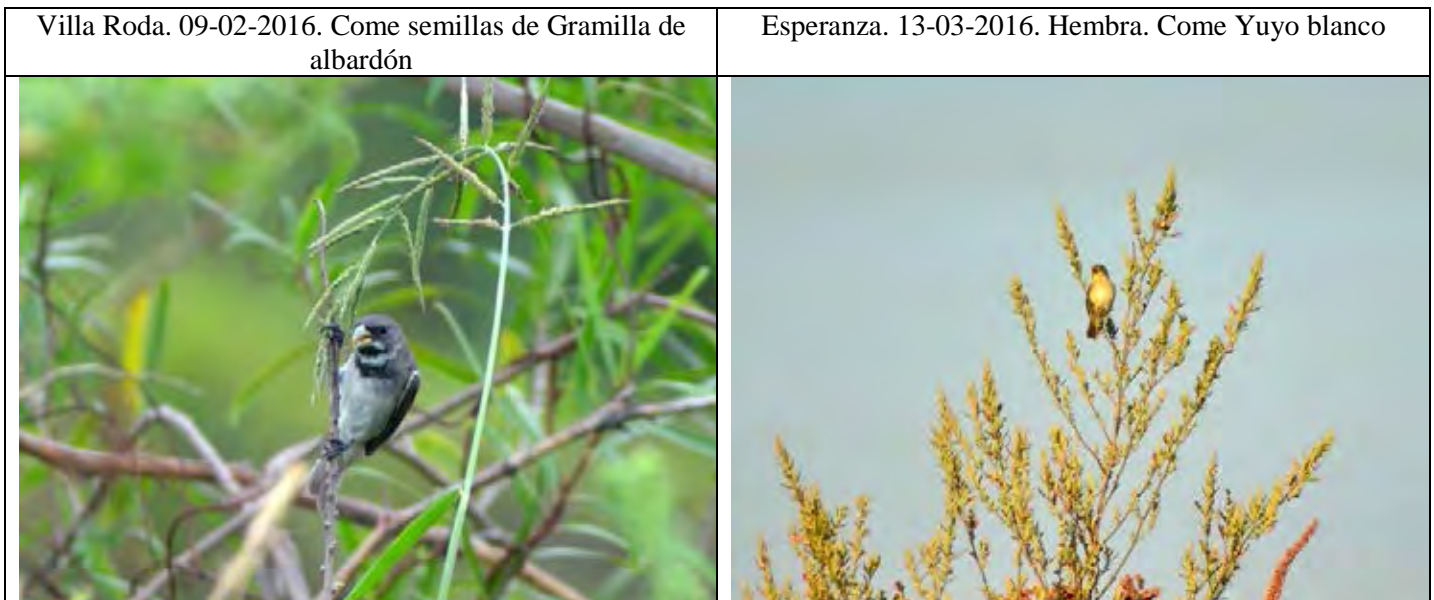 Villa Roda. 09-02-2016. Come semillas de Gramilla de
albardón
Esperanza. 13-03-2016. Hembra. Come Yuyo blanco